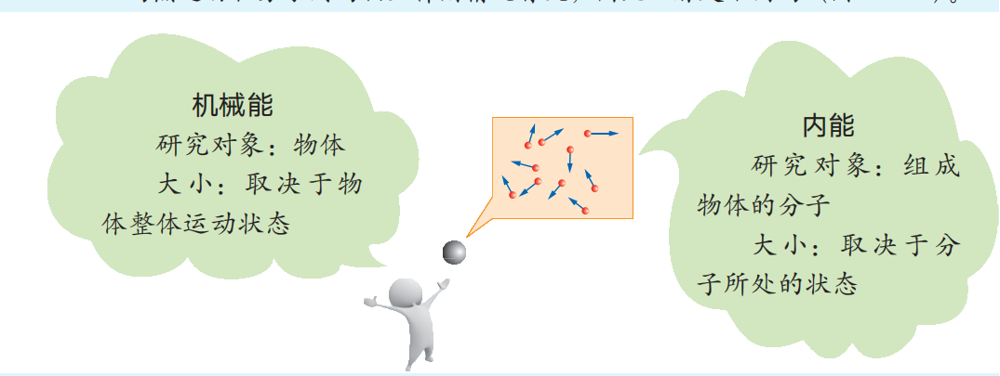 机械能
研究对象：物体
大小：取决于物
体整体运动状态
内能
研究对象：组成
物体的分子
大小：取决于分
子所处的状态